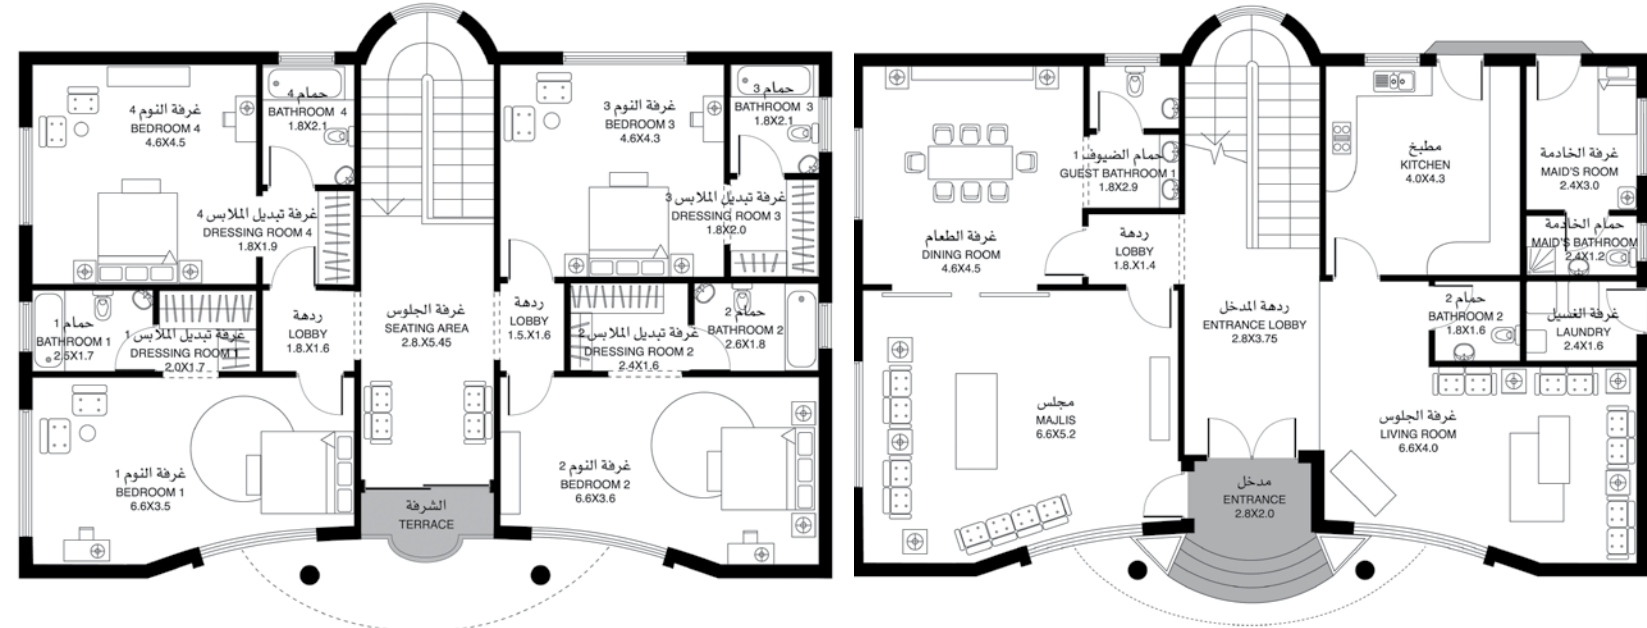 غرفة النوم 4
BEDROOM 4
4.6X4.5
حمام 4
BATHROOM 4
1.8X2.1
غرفة النوم 3
BEDROOM 3
4.6X4.3
حمام 3
BATHROOM 3
1.8X2.1
غرفة تبديل الملابس 4
DRESSING ROOM 4
1.8X1.9
غرفة تبديل الملابس 3
DRESSING ROOM 3
1.8X2.0
حمام 1
BATHROOM 1
2.5X1.7
غرفة تبديل الملابس 1
DRESSING ROOM 1
2.0X1.7
ردهة
LOBBY
1.8X1.6
غرفة الجلوس
SEATING AREA
2.8X5.45
ردهة
LOBBY
1.5X1.6
غرفة تبديل الملابس 2
DRESSING ROOM 2
2.4X1.6
حمام 2
BATHROOM 2
2.6X1.8
غرفة النوم 1
BEDROOM 1
6.6X3.5
الشرفة
TERRACE
غرفة النوم 2
BEDROOM 2
6.6X3.6
حمام الضيوف 1
GUEST BATHROOM 1
1.8X2.9
مطبخ
KITCHEN
4.0X4.3
غرفة الخادمة
MAID'S ROOM
2.4X3.0
غرفة الطعام
DINING ROOM
4.6X4.5
ردهة
LOBBY
1.8X1.4
حمام الخادمة
MAID'S BATHROOM
2.4X1.2
ردهة المدخل
ENTRANCE LOBBY
2.8X3.75
حمام 2
BATHROOM 2
1.8X1.6
غرفة الغسيل
LAUNDRY
2.4X1.6
مجلس
MAJLIS
6.6X5.2
غرفة الجلوس
LIVING ROOM
6.6X4.0
مدخل
ENTRANCE
2.8X2.0